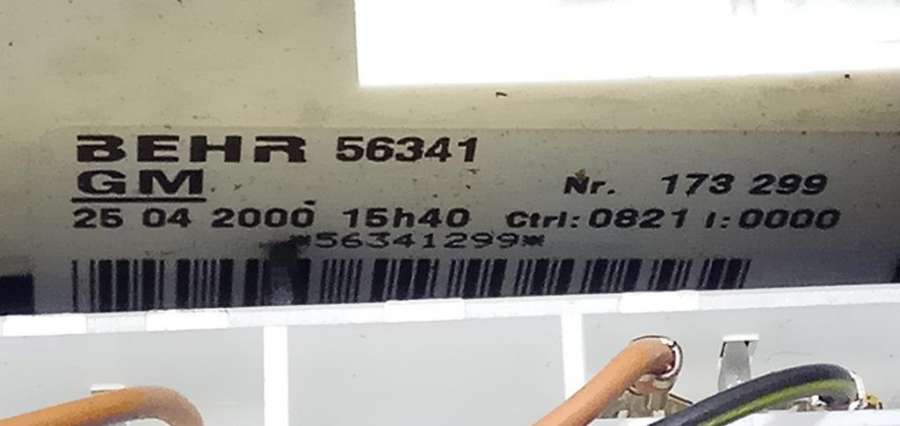 BEHR 56341
GM Nr. 173 299
25 04 2000 15h40 Ctrl:0821 I:0000
*56341299*